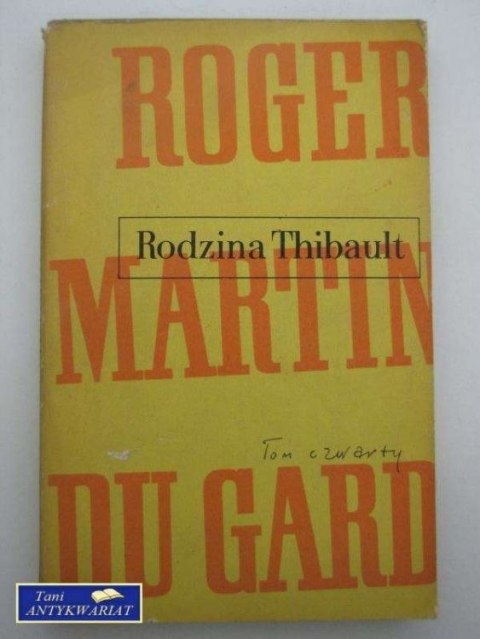 ROGER
Rodzina Thibault
MARTIN
Tom czwarty
DU GARD
Tani
ANTYKWARIAT